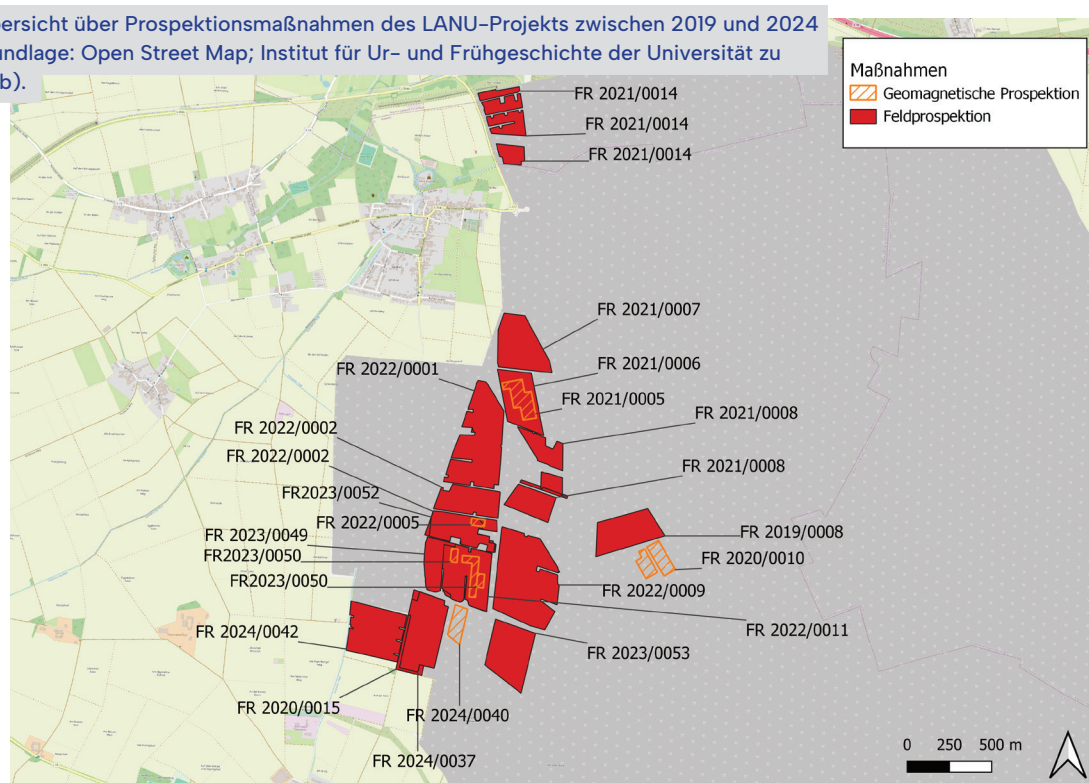 ersicht über Prospektionsmaßnahmen des LANU-Projekts zwischen 2019 und 2024
ndlage: Open Street Map; Institut für Ur- und Frühgeschichte der Universität zu
b).
Maßnahmen
Geomagnetische Prospektion
Feldprospektion
FR 2021/0014
FR 2021/0014
FR 2021/0014
FR 2021/0007
FR 2022/0001
FR 2021/0006
FR 2021/0005
FR 2021/0008
FR 2022/0002
FR 2022/0002
FR 2021/0008
FR2023/0052
FR 2022/0005
FR 2023/0049
FR 2019/0008
FR2023/0050
FR 2020/0010
FR2023/0050
FR 2022/0009
FR 2022/0011
FR 2024/0042
FR 2023/0053
FR 2020/0015
FR 2024/0040
FR 2024/0037
0 250 500 m